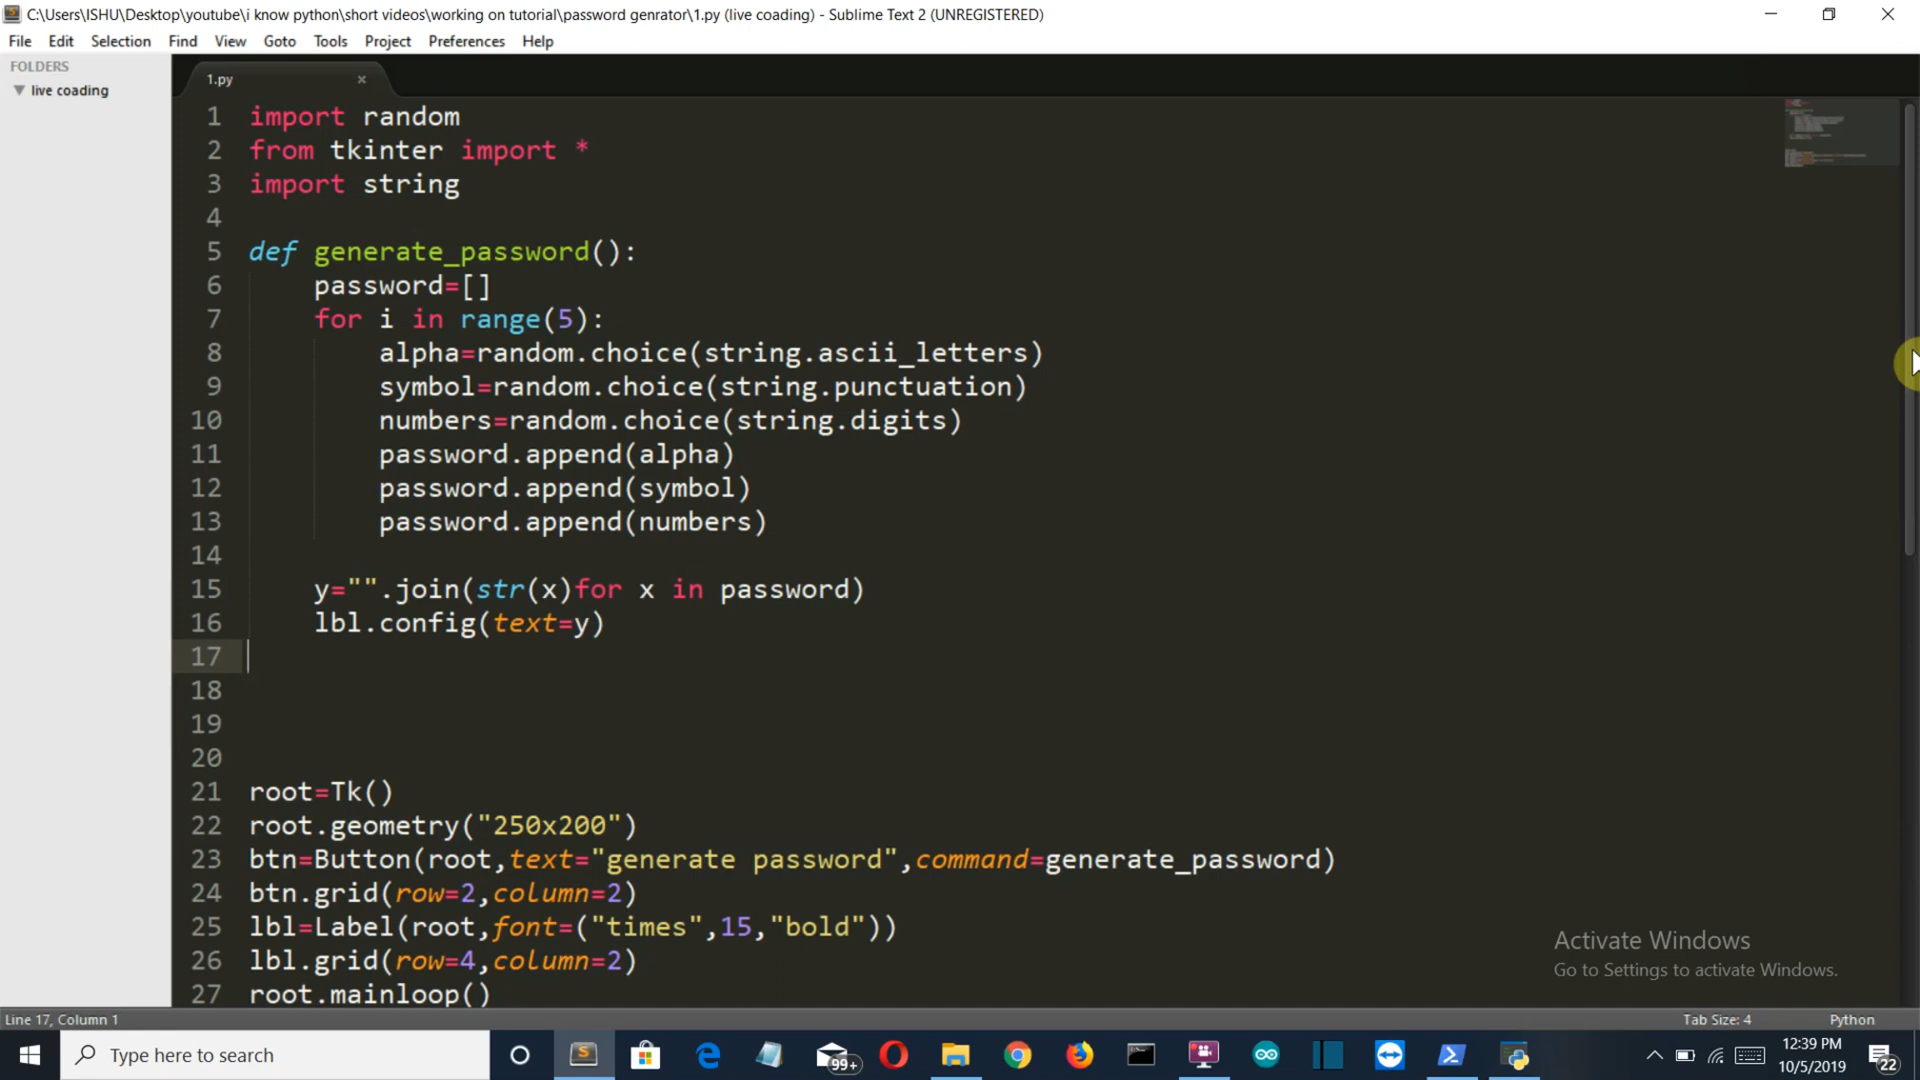 C:\Users\ISHU\Desktop\youtube\i know python\short videos\working on tutorial\password genrator\1.py (live coading) - Sublime Text 2 (UNREGISTERED)
File Edit Selection Find View Goto Tools Project Preferences Help
FOLDERS
live coading
1.py
1 import random
2 from tkinter import *
3 import string
4
5 def generate_password():
6     password=[]
7     for i in range(5):
8         alpha=random.choice(string.ascii_letters)
9         symbol=random.choice(string.punctuation)
10         numbers=random.choice(string.digits)
11         password.append(alpha)
12         password.append(symbol)
13         password.append(numbers)
14
15     y="".join(str(x)for x in password)
16     lbl.config(text=y)
17
18
19
20
21 root=Tk()
22 root.geometry("250x200")
23 btn=Button(root,text="generate password",command=generate_password)
24 btn.grid(row=2,column=2)
25 lbl=Label(root,font=("times",15,"bold"))
26 lbl.grid(row=4,column=2)
27 root.mainloop()
Activate Windows
Go to Settings to activate Windows.
Line 17, Column 1
Tab Size: 4
Python
Type here to search
99+
12:39 PM
10/5/2019
22